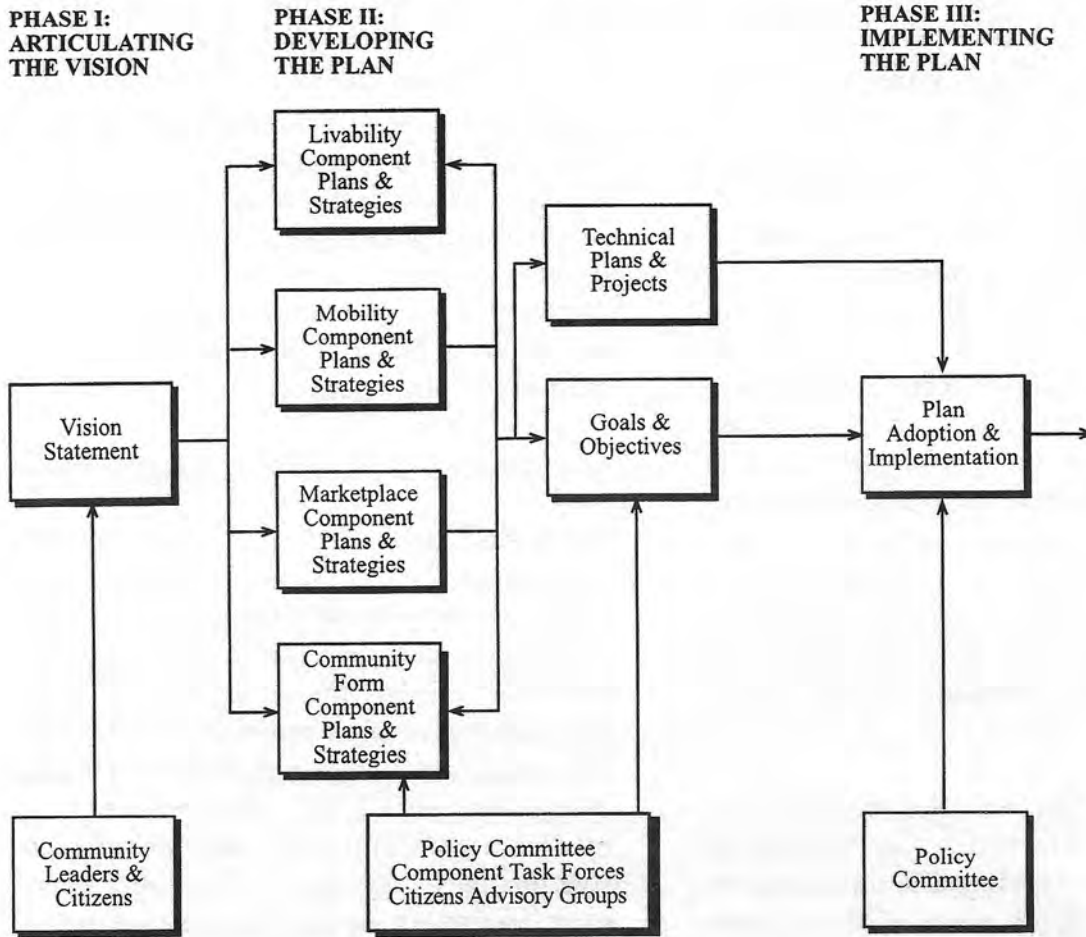 PHASE I:
ARTICULATING
THE VISION
PHASE II:
DEVELOPING
THE PLAN
PHASE III:
IMPLEMENTING
THE PLAN
Livability
Component
Plans &
Strategies
Mobility
Component
Plans &
Strategies
Marketplace
Component
Plans &
Strategies
Community
Form
Component
Plans &
Strategies
Vision
Statement
Technical
Plans &
Projects
Goals &
Objectives
Plan
Adoption &
Implementation
Community
Leaders &
Citizens
Policy Committee
Component Task Forces
Citizens Advisory Groups
Policy
Committee